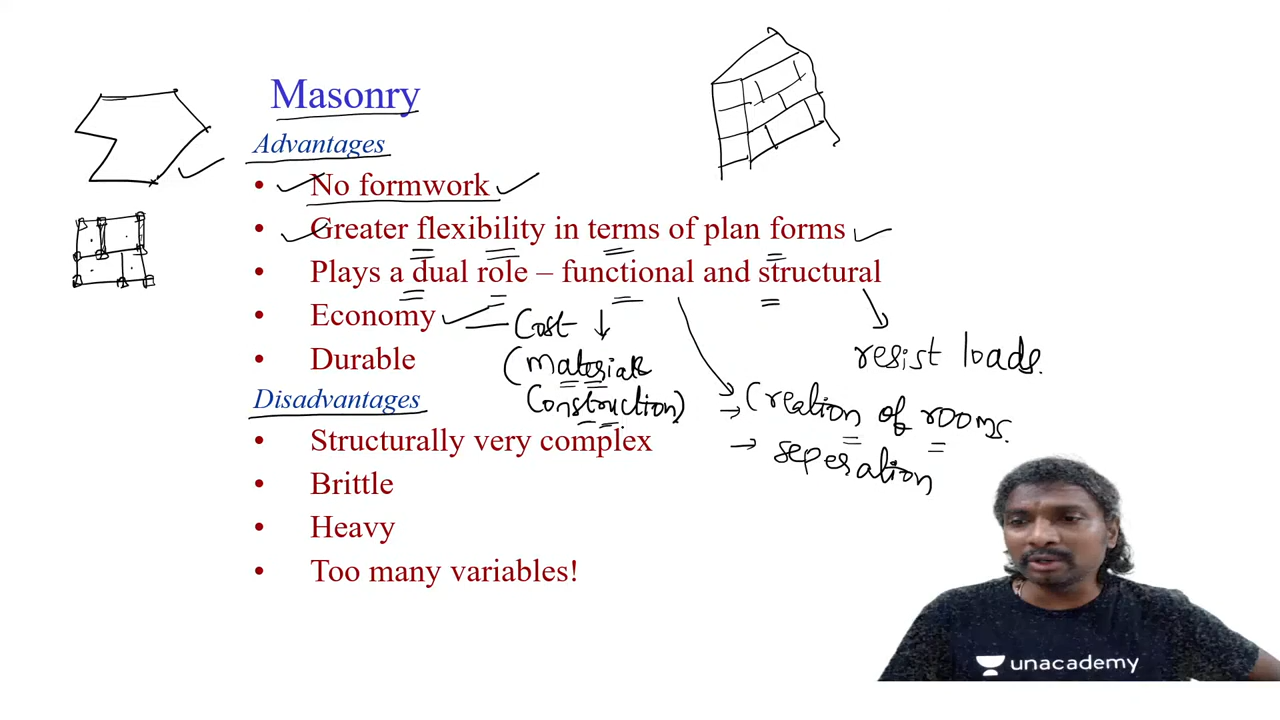 Masonry
Advantages
• No formwork
• Greater flexibility in terms of plan forms
• Plays a dual role – functional and structural
• Economy
Cost ↓
(materials
Construction)
resist loads.
• Durable
→ Creation of rooms.
→ seperation
Disadvantages
• Structurally very complex
• Brittle
• Heavy
• Too many variables!
unacademy